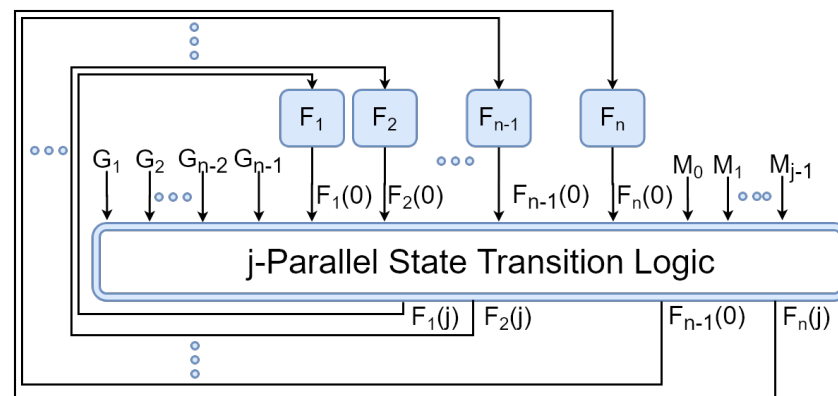 F₁ F₂ Fₙ₋₁ Fₙ
G₁ G₂ Gₙ₋₂ Gₙ₋₁ F₁(0) F₂(0) Fₙ₋₁(0) Fₙ(0) M₀ M₁ Mⱼ₋₁
j-Parallel State Transition Logic
F₁(j) F₂(j) Fₙ₋₁(0) Fₙ(j)